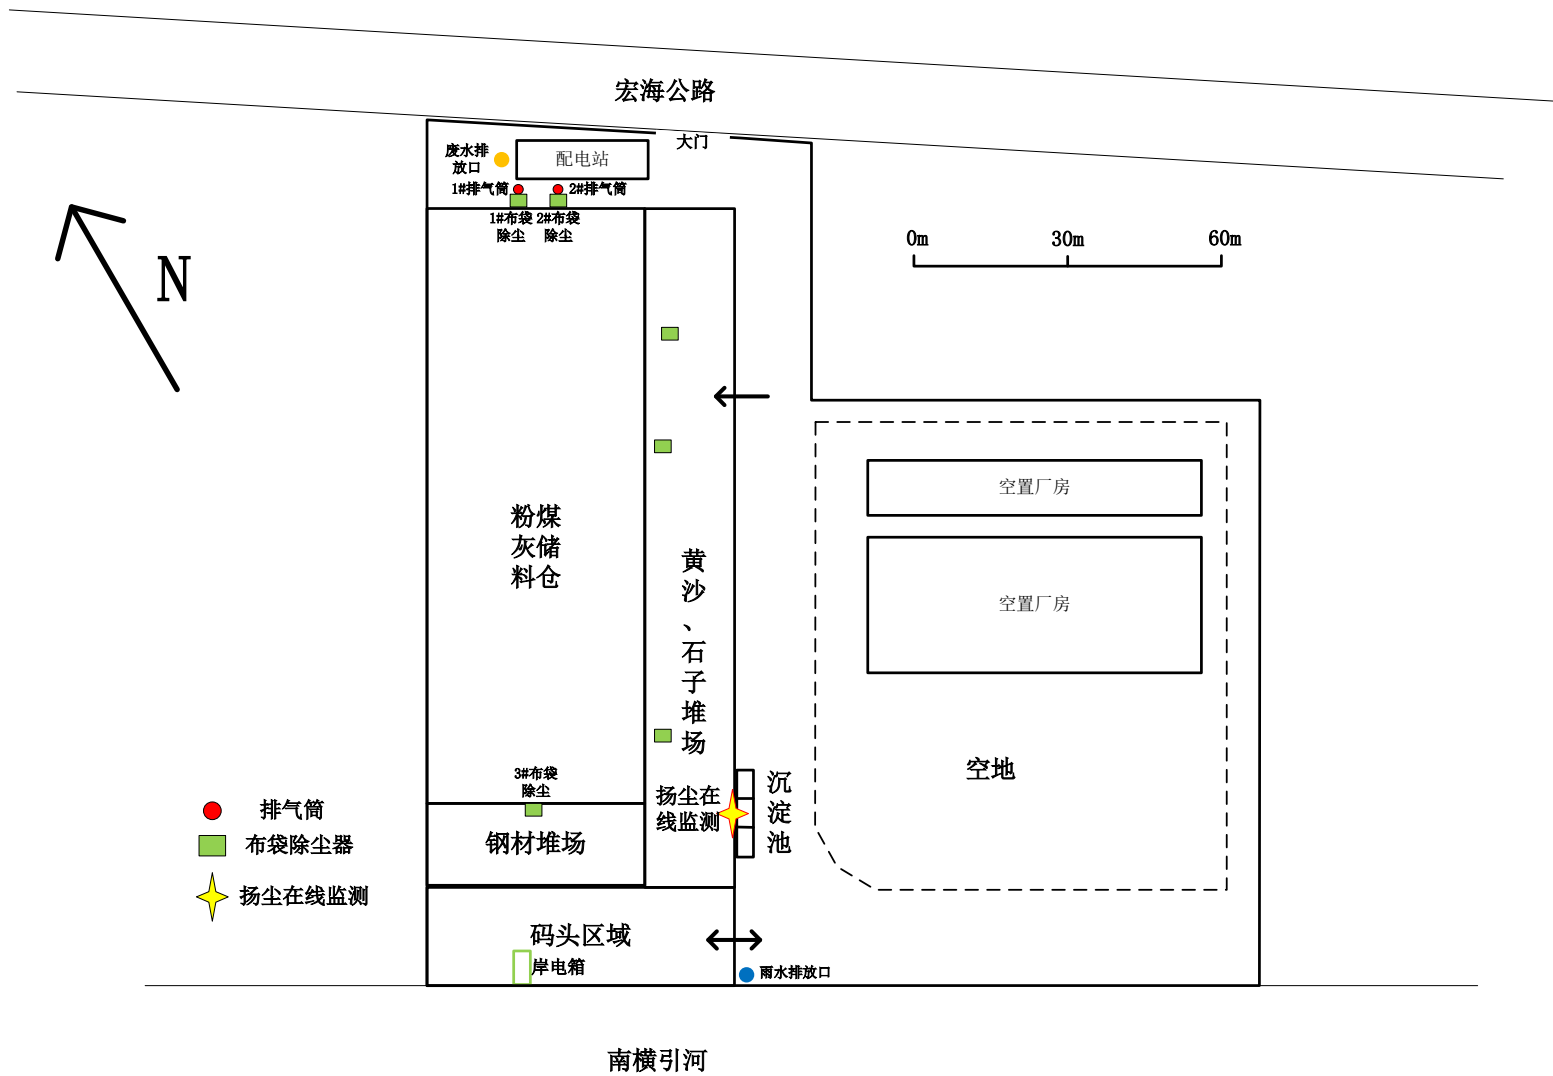 宏海公路
大门
废水排
放口
配电站
1#排气筒
2#排气筒
1#布袋
除尘
2#布袋
除尘
N
0m
30m
60m
粉煤
灰储
料仓
黄
沙
、
石
子
堆
场
空置厂房
空置厂房
空地
3#布袋
除尘
扬尘在
线监测
沉
淀
池
钢材堆场
排气筒
布袋除尘器
扬尘在线监测
码头区域
岸电箱
雨水排放口
南横引河